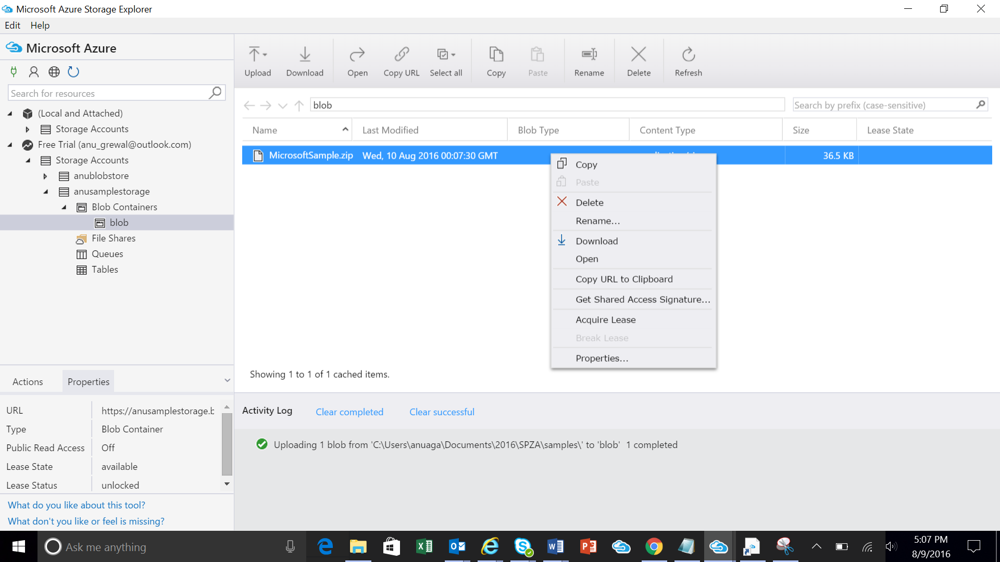 Microsoft Azure Storage Explorer
Edit Help
Microsoft Azure
Search for resources
(Local and Attached)
Storage Accounts
Free Trial (anu_grewal@outlook.com)
Storage Accounts
anublobstore
anusamplestorage
Blob Containers
blob
File Shares
Queues
Tables
Actions Properties
URL https://anusamplestorage.b
Type Blob Container
Public Read Access Off
Lease State available
Lease Status unlocked
What do you like about this tool?
What don't you like or feel is missing?
Upload Download Open Copy URL Select all Copy Paste Rename Delete Refresh
blob Search by prefix (case-sensitive)
Name Last Modified Blob Type Content Type Size Lease State
MicrosoftSample.zip Wed, 10 Aug 2016 00:07:30 GMT 36.5 KB
Copy
Paste
Delete
Rename...
Download
Open
Copy URL to Clipboard
Get Shared Access Signature...
Acquire Lease
Break Lease
Properties...
Showing 1 to 1 of 1 cached items.
Activity Log Clear completed Clear successful
Uploading 1 blob from 'C:\Users\anuaga\Documents\2016\SPZA\samples\' to 'blob' 1 completed
Ask me anything
5:07 PM
8/9/2016